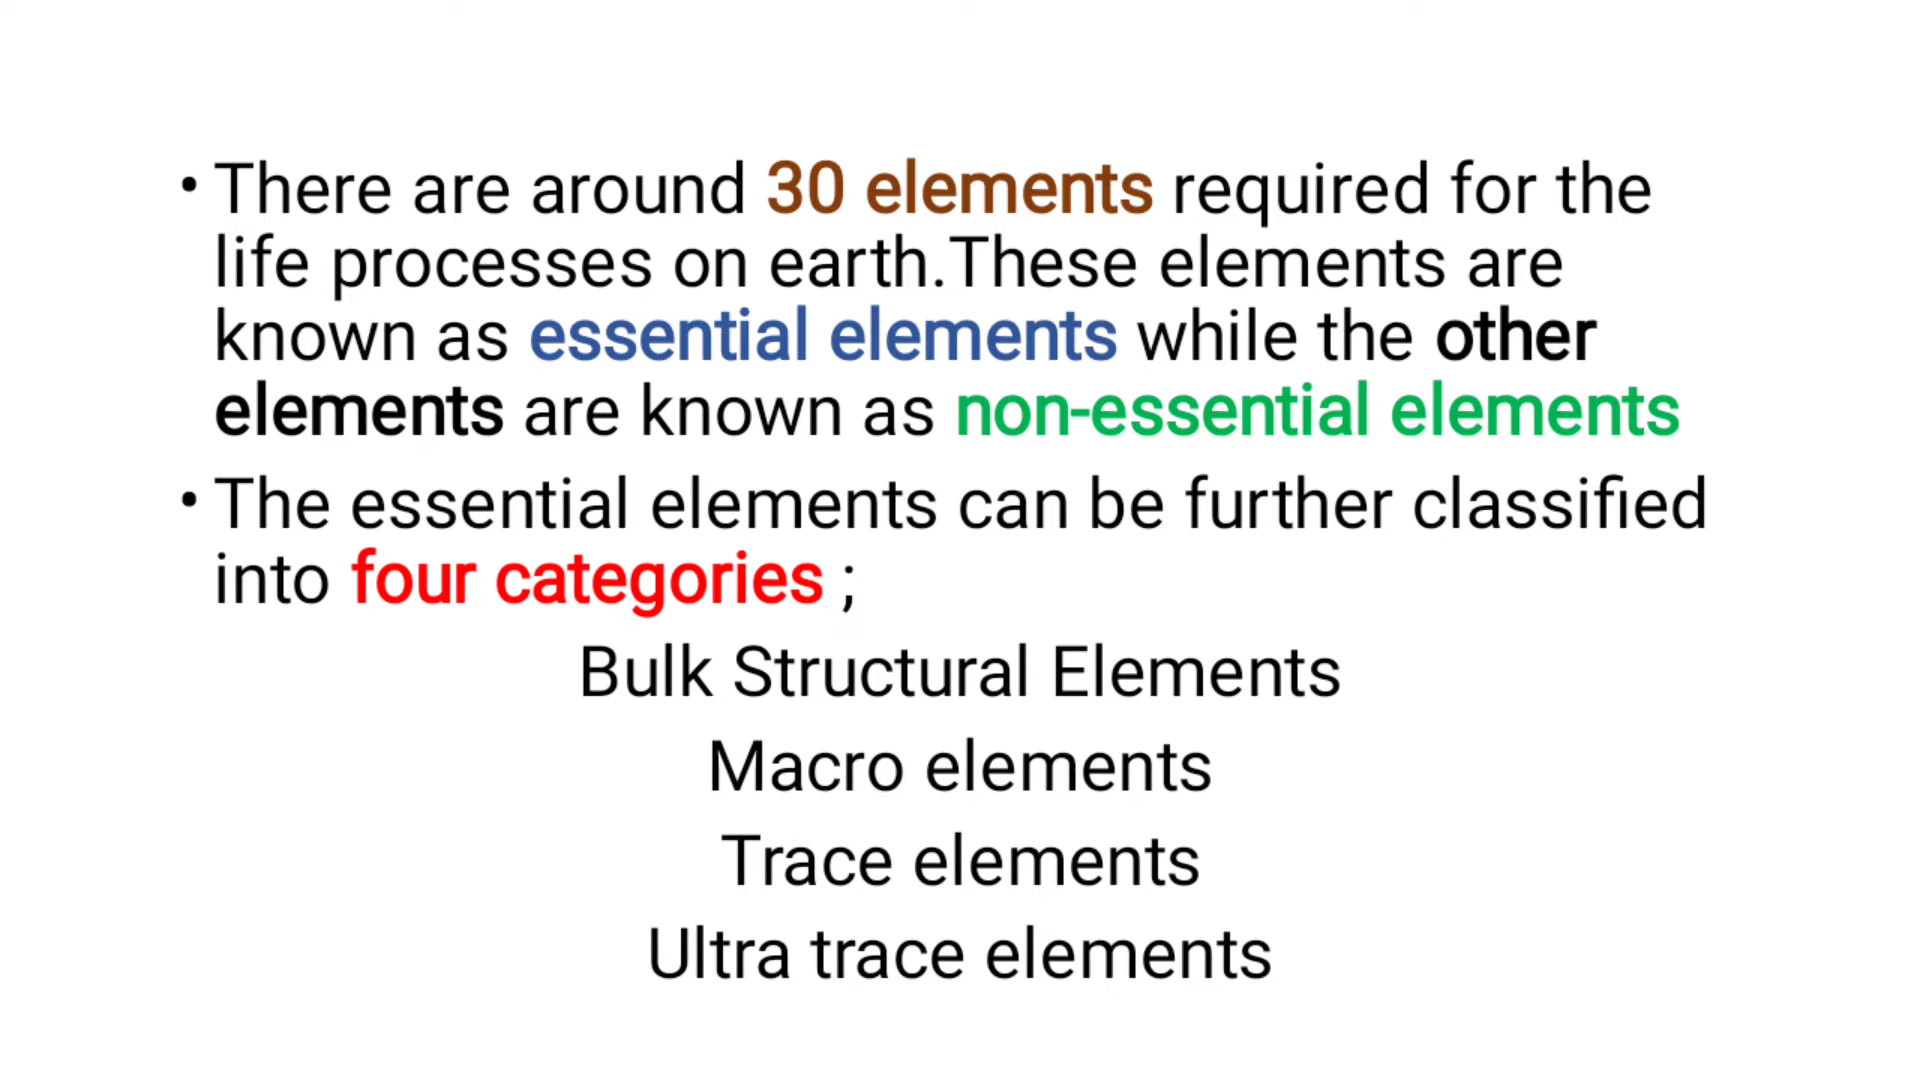 • There are around 30 elements required for the
life processes on earth.These elements are
known as essential elements while the other
elements are known as non-essential elements
• The essential elements can be further classified
into four categories ;
Bulk Structural Elements
Macro elements
Trace elements
Ultra trace elements